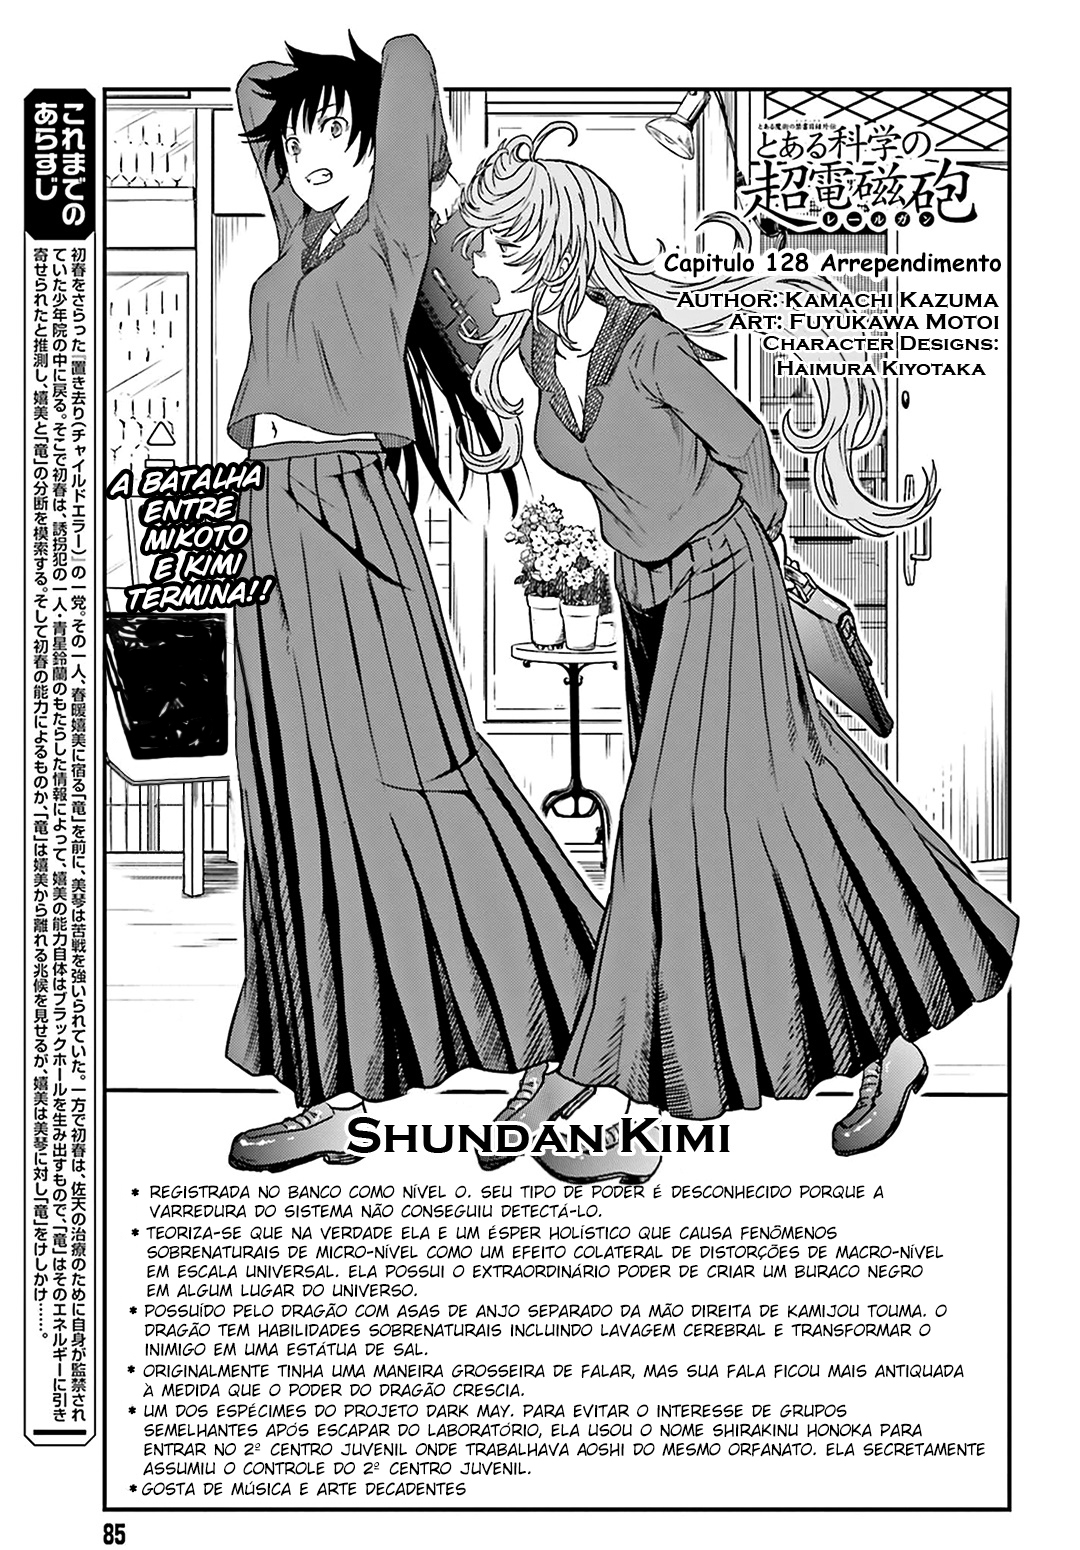 とある魔術の禁書目録外伝
とある科学の
超電磁砲
レールガン
Capitulo 128 Arrependimento
Author: Kamachi Kazuma
Art: Fuyukawa Motoi
Character Designs:
Haimura Kiyotaka
A BATALHA
ENTRE
MIKOTO
E KIMI
TERMINA!!
これまでの
あらすじ
初春をさらった『置き去り(チャイルドエラー)』の一党。その一人、春暖嬉美に宿る「竜」を前に、美琴は苦戦を強いられていた。一方で初春は、佐天の治療のために自身が監禁され
ていた少年院の中に戻る。そこで初春は、誘拐犯の一人・青星鈴蘭のもたらした情報によって、嬉美の能力自体はブラックホールを生み出すもので、「竜」はそのエネルギーに引き
寄せられたと推測し、嬉美と「竜」の分断を模索する。そして初春の能力によるものか、「竜」は嬉美から離れる兆候を見せるが、嬉美は美琴に対し「竜」をけしかけ……。
Shundan Kimi
* REGISTRADA NO BANCO COMO NÍVEL 0. SEU TIPO DE PODER É DESCONHECIDO PORQUE A
VARREDURA DO SISTEMA NÃO CONSEGUIU DETECTÁ-LO.
* TEORIZA-SE QUE NA VERDADE ELA E UM ÉSPER HOLÍSTICO QUE CAUSA FENÔMENOS
SOBRENATURAIS DE MICRO-NÍVEL COMO UM EFEITO COLATERAL DE DISTORÇÕES DE MACRO-NÍVEL
EM ESCALA UNIVERSAL. ELA POSSUI O EXTRAORDINÁRIO PODER DE CRIAR UM BURACO NEGRO
EM ALGUM LUGAR DO UNIVERSO.
* POSSUÍDO PELO DRAGÃO COM ASAS DE ANJO SEPARADO DA MÃO DIREITA DE KAMIJOU TOUMA. O
DRAGÃO TEM HABILIDADES SOBRENATURAIS INCLUINDO LAVAGEM CEREBRAL E TRANSFORMAR O
INIMIGO EM UMA ESTÁTUA DE SAL.
* ORIGINALMENTE TINHA UMA MANEIRA GROSSEIRA DE FALAR, MAS SUA FALA FICOU MAIS ANTIQUADA
À MEDIDA QUE O PODER DO DRAGÃO CRESCIA.
* UM DOS ESPÉCIMES DO PROJETO DARK MAY. PARA EVITAR O INTERESSE DE GRUPOS
SEMELHANTES APÓS ESCAPAR DO LABORATÓRIO, ELA USOU O NOME SHIRAKINU HONOKA PARA
ENTRAR NO 2º CENTRO JUVENIL ONDE TRABALHAVA AOSHI DO MESMO ORFANATO. ELA SECRETAMENTE
ASSUMIU O CONTROLE DO 2º CENTRO JUVENIL.
* GOSTA DE MÚSICA E ARTE DECADENTES
85